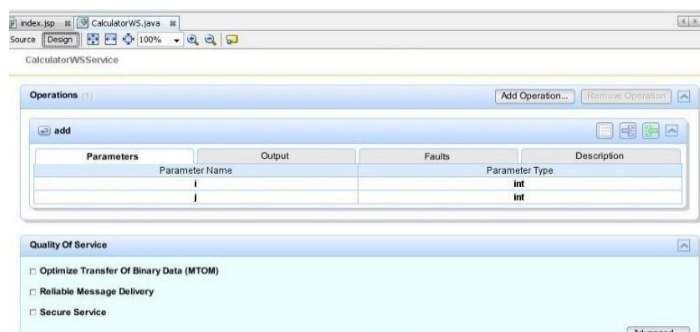 index.jsp CalculatorWS.java
Source Design 100%
CalculatorWSService
Operations (1) Add Operation... Remove Operation
add
Parameters Output Faults Description
Parameter Name Parameter Type
i int
j int
Quality Of Service
Optimize Transfer Of Binary Data (MTOM)
Reliable Message Delivery
Secure Service
Advanced...